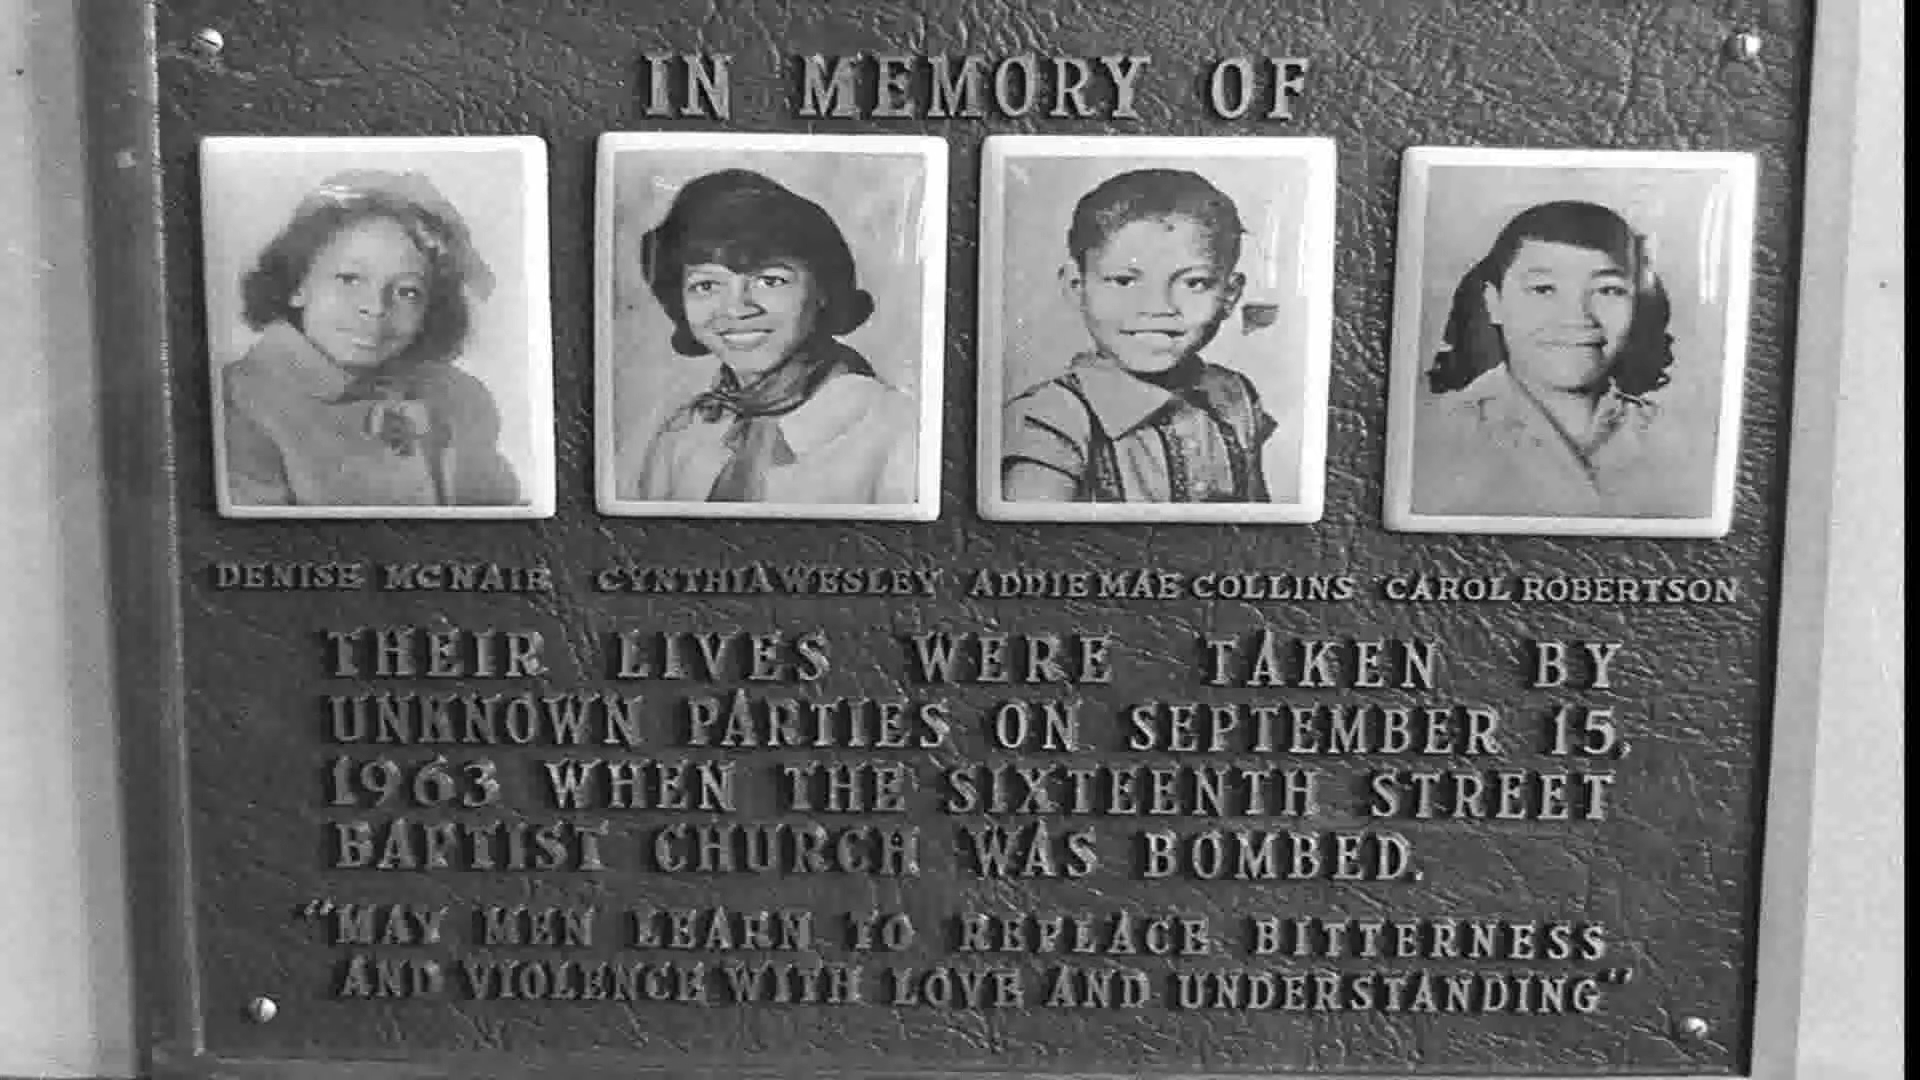 IN MEMORY OF
DENISE MCNAIR CYNTHIA WESLEY ADDIE MAE COLLINS CAROL ROBERTSON
THEIR LIVES WERE TAKEN BY
UNKNOWN PARTIES ON SEPTEMBER 15,
1963 WHEN THE SIXTEENTH STREET
BAPTIST CHURCH WAS BOMBED.
"MAY MEN LEARN TO REPLACE BITTERNESS
AND VIOLENCE WITH LOVE AND UNDERSTANDING"